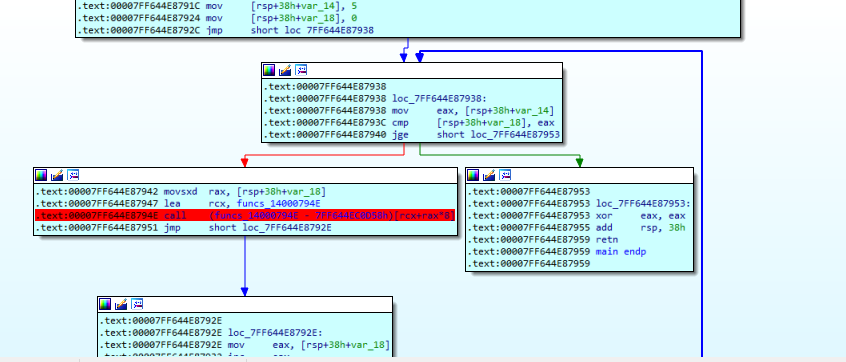 .text:00007FF644E8791C mov [rsp+38h+var_14], 5
.text:00007FF644E87924 mov [rsp+38h+var_18], 0
.text:00007FF644E8792C jmp short loc_7FF644E87938
.text:00007FF644E87938
.text:00007FF644E87938 loc_7FF644E87938:
.text:00007FF644E87938 mov eax, [rsp+38h+var_14]
.text:00007FF644E8793C cmp [rsp+38h+var_18], eax
.text:00007FF644E87940 jge short loc_7FF644E87953
.text:00007FF644E87942 movsxd rax, [rsp+38h+var_18]
.text:00007FF644E87947 lea rcx, funcs_14000794E
.text:00007FF644E8794E call (funcs_14000794E - 7FF644EC0D58h)[rcx+rax*8]
.text:00007FF644E87951 jmp short loc_7FF644E8792E
.text:00007FF644E87953
.text:00007FF644E87953 loc_7FF644E87953:
.text:00007FF644E87953 xor eax, eax
.text:00007FF644E87955 add rsp, 38h
.text:00007FF644E87959 retn
.text:00007FF644E87959 main endp
.text:00007FF644E87959
.text:00007FF644E8792E
.text:00007FF644E8792E loc_7FF644E8792E:
.text:00007FF644E8792E mov eax, [rsp+38h+var_18]